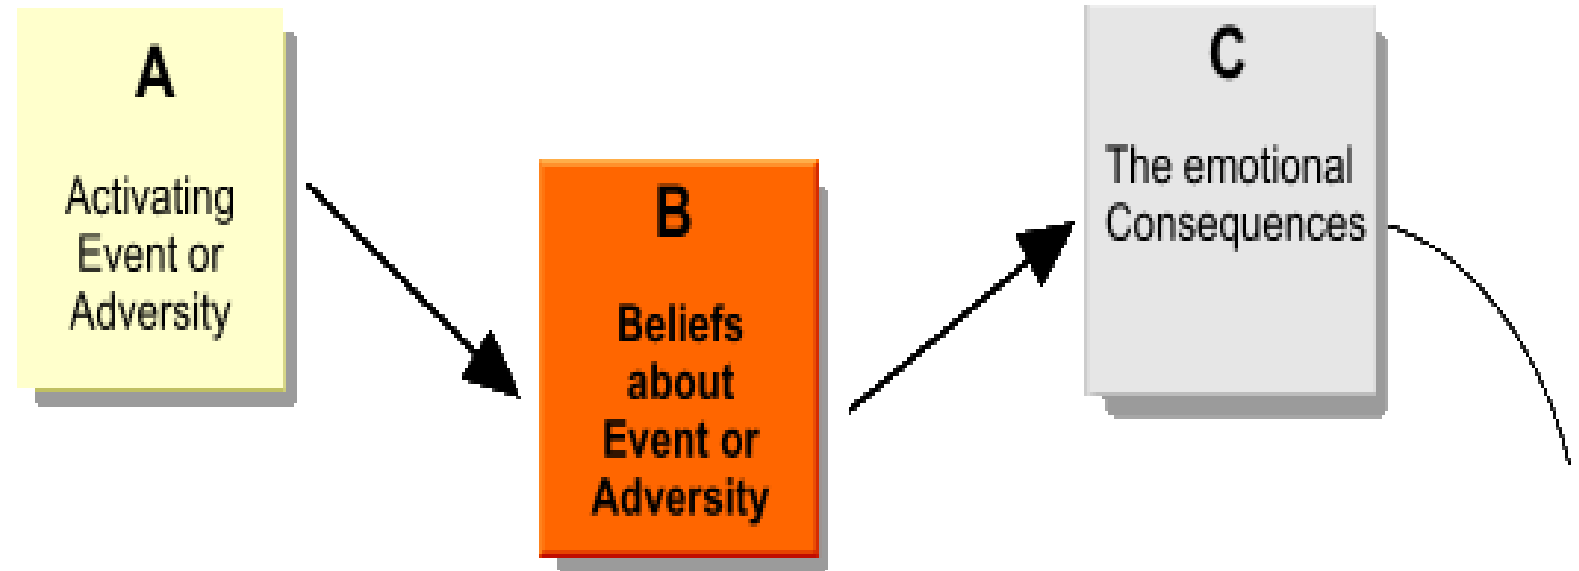 A
Activating
Event or
Adversity
B
Beliefs
about
Event or
Adversity
C
The emotional
Consequences